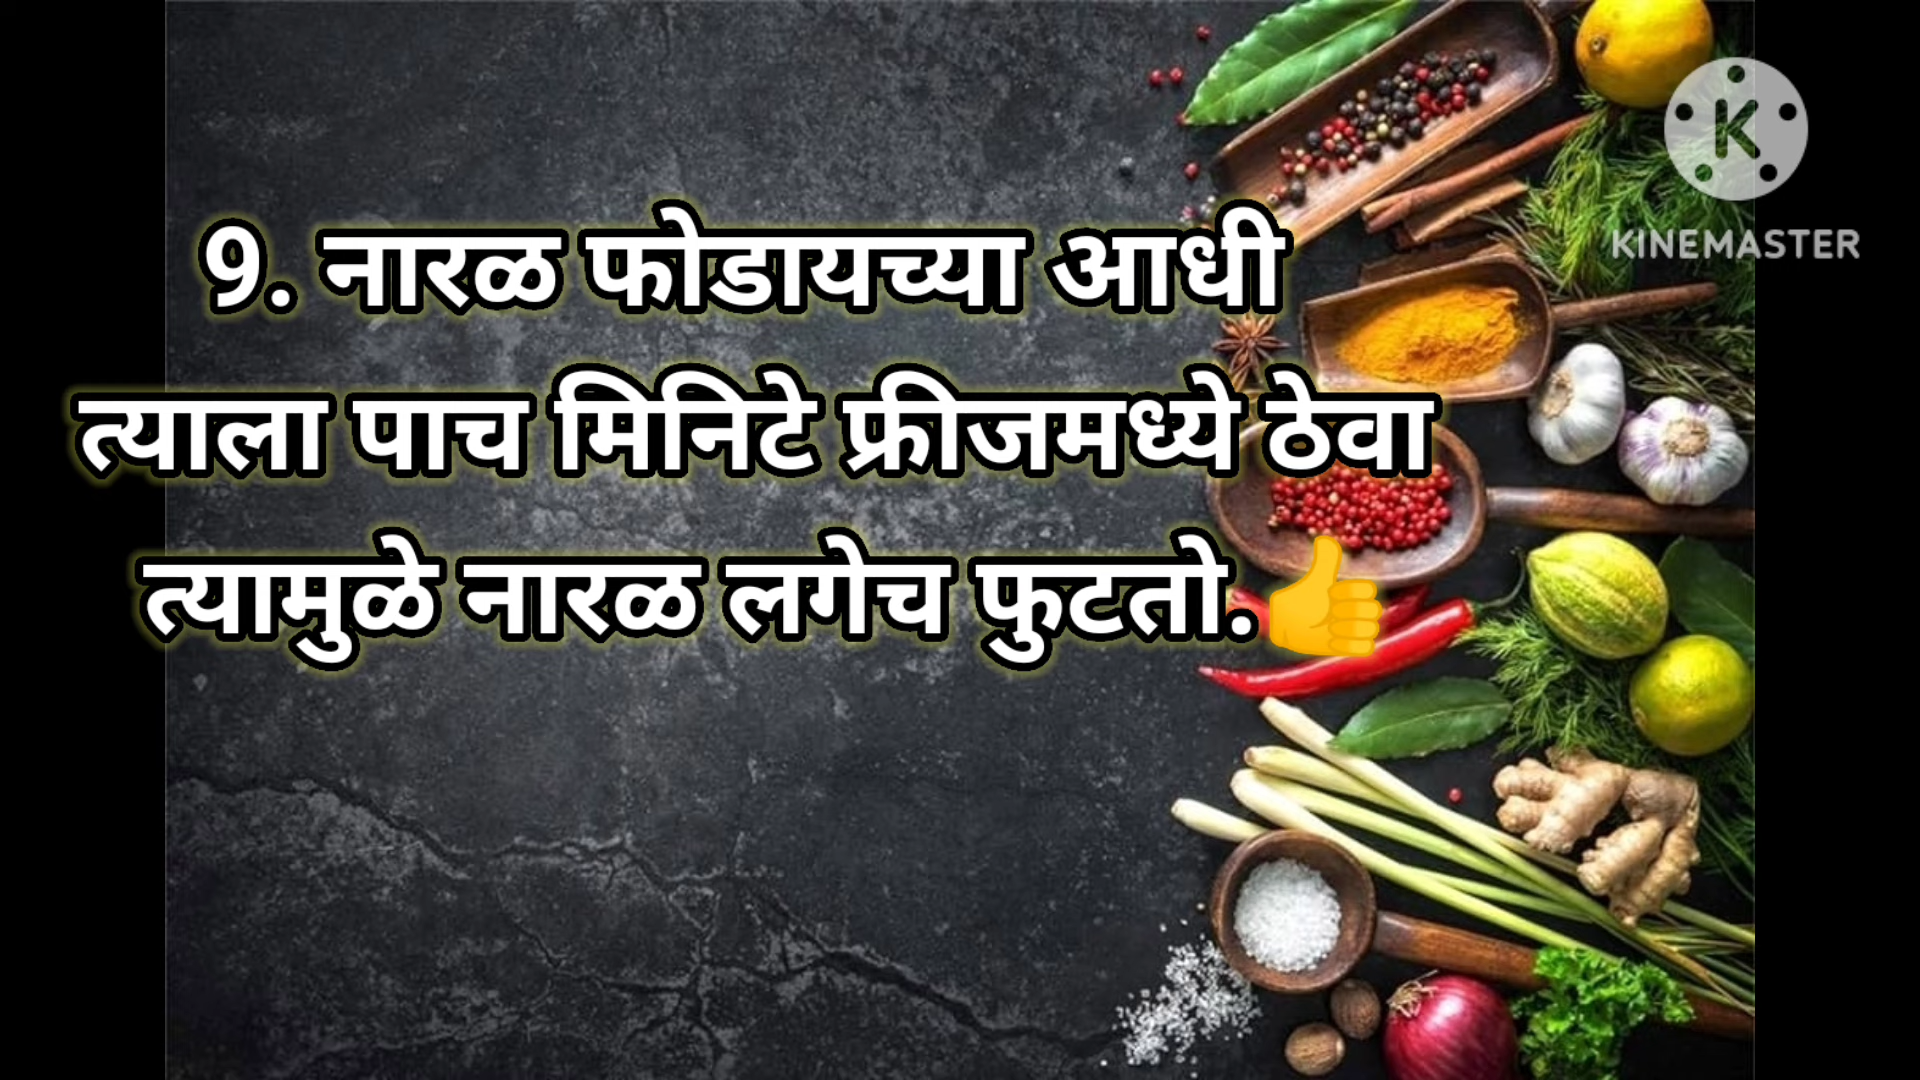 9. नारळ फोडायच्या आधी
त्याला पाच मिनिटे फ्रीजमध्ये ठेवा
त्यामुळे नारळ लगेच फुटतो.👍
K
KINEMASTER